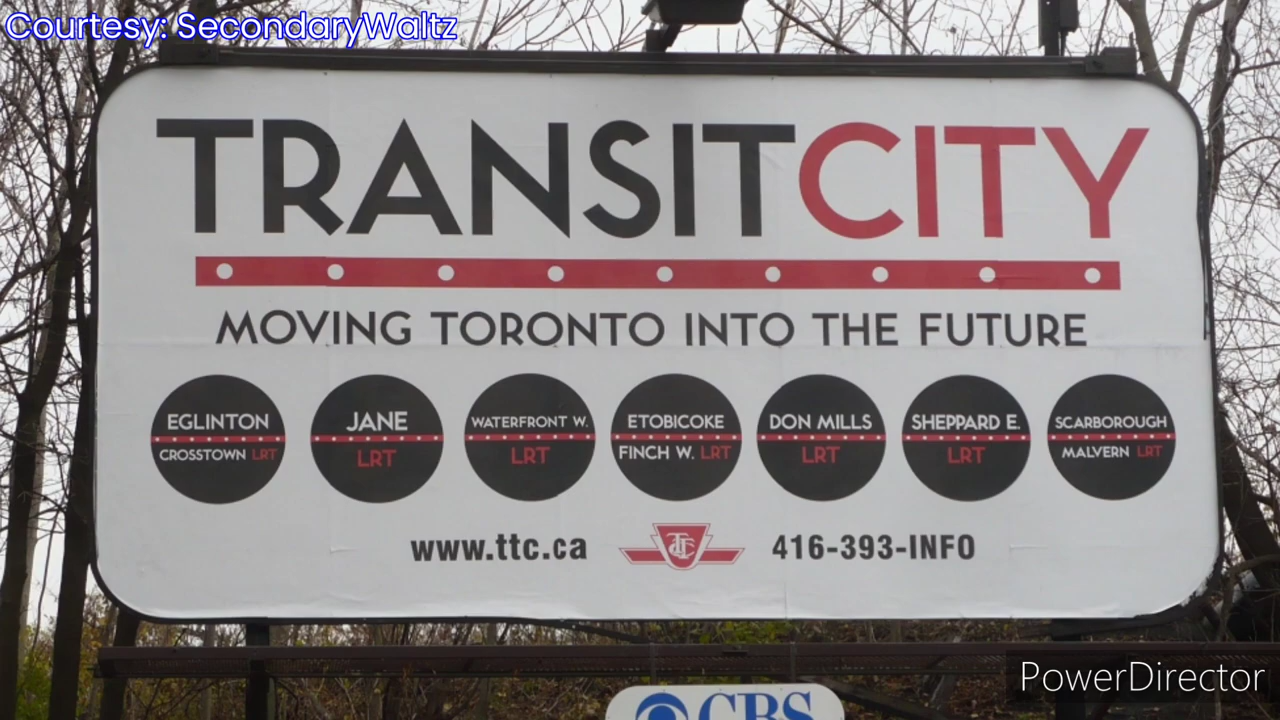 Courtesy: SecondaryWaltz
TRANSITCITY
MOVING TORONTO INTO THE FUTURE
EGLINTON
CROSSTOWN LRT
JANE
LRT
WATERFRONT W.
LRT
ETOBICOKE
FINCH W. LRT
DON MILLS
LRT
SHEPPARD E.
LRT
SCARBOROUGH
MALVERN LRT
www.ttc.ca
TTC
416-393-INFO
CBS
PowerDirector